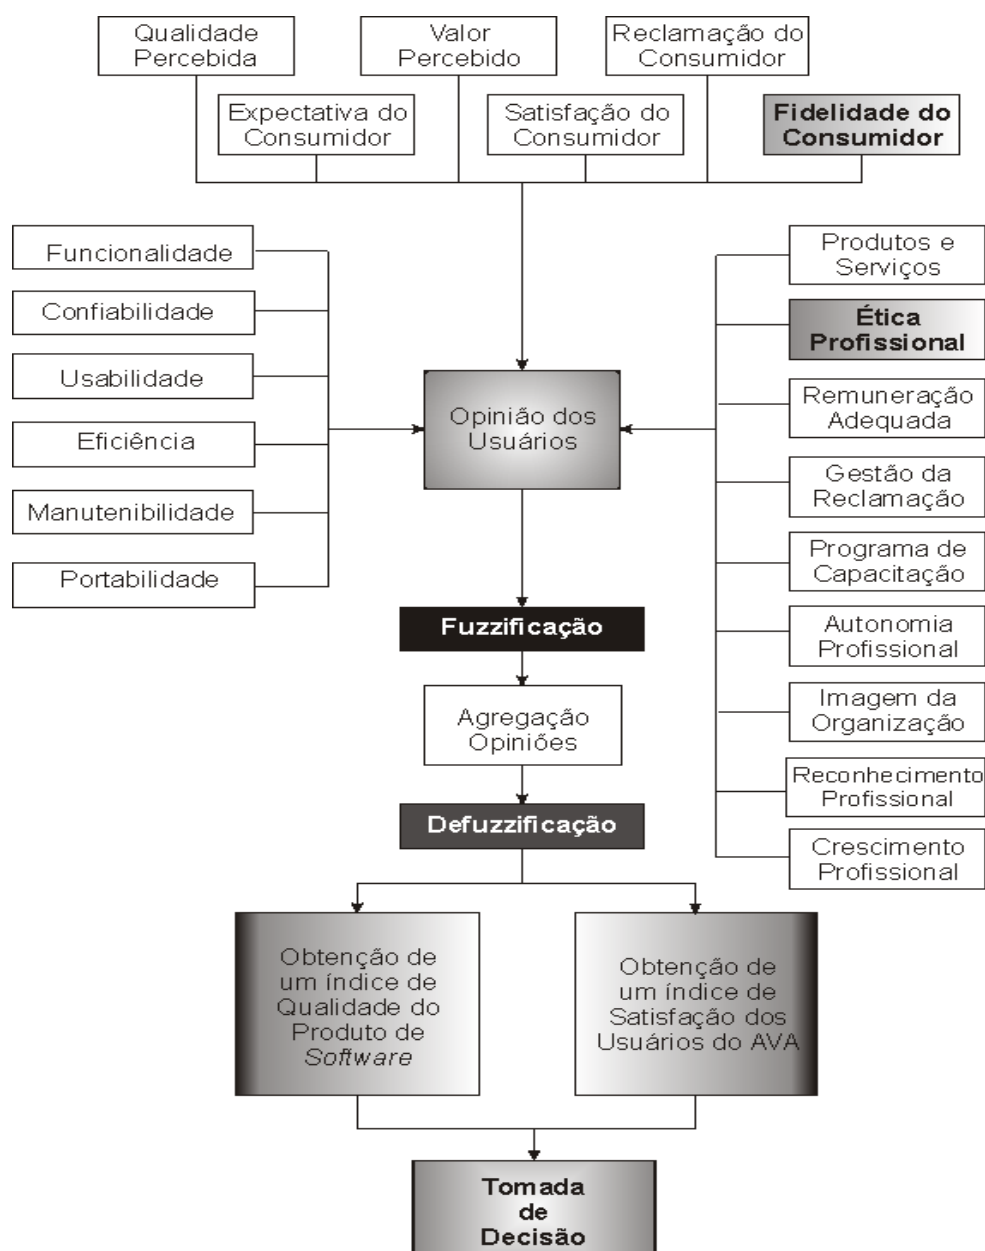 Qualidade
Percebida
Valor
Percebido
Reclamação do
Consumidor
Expectativa do
Consumidor
Satisfação do
Consumidor
Fidelidade do
Consumidor
Funcionalidade
Confiabilidade
Usabilidade
Eficiência
Manutenibilidade
Portabilidade
Opinião dos
Usuários
Produtos e
Serviços
Ética
Profissional
Remuneração
Adequada
Gestão da
Reclamação
Programa de
Capacitação
Autonomia
Profissional
Imagem da
Organização
Reconhecimento
Profissional
Crescimento
Profissional
Fuzzificação
Agregação
Opiniões
Defuzzificação
Obtenção de
um índice de
Qualidade do
Produto de
Software
Obtenção de
um índice de
Satisfação dos
Usuários do AVA
Tomada
de
Decisão